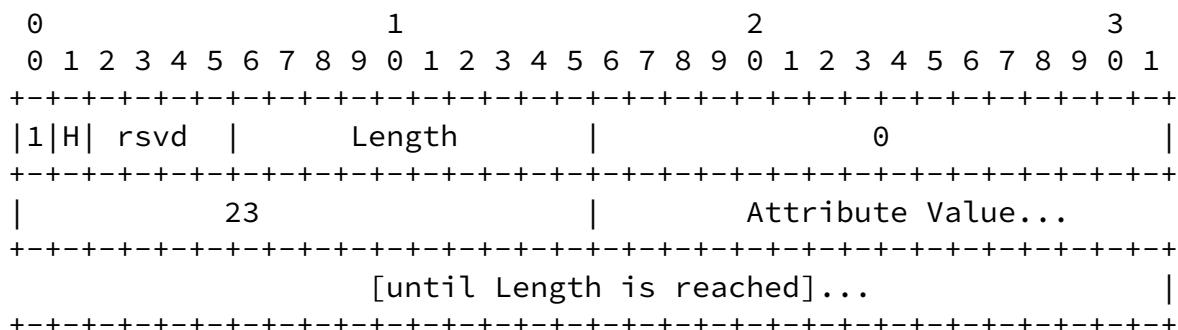 0                   1                   2                   3
 0 1 2 3 4 5 6 7 8 9 0 1 2 3 4 5 6 7 8 9 0 1 2 3 4 5 6 7 8 9 0 1
+-+-+-+-+-+-+-+-+-+-+-+-+-+-+-+-+-+-+-+-+-+-+-+-+-+-+-+-+-+-+-+-+
|1|H| rsvd  |      Length       |               0               |
+-+-+-+-+-+-+-+-+-+-+-+-+-+-+-+-+-+-+-+-+-+-+-+-+-+-+-+-+-+-+-+-+
|            23                 |        Attribute Value...
+-+-+-+-+-+-+-+-+-+-+-+-+-+-+-+-+-+-+-+-+-+-+-+-+-+-+-+-+-+-+-+-+
                    [until Length is reached]...                |
+-+-+-+-+-+-+-+-+-+-+-+-+-+-+-+-+-+-+-+-+-+-+-+-+-+-+-+-+-+-+-+-+